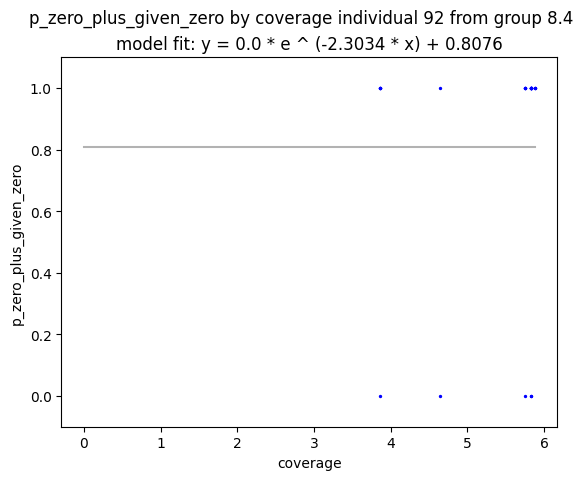 p_zero_plus_given_zero by coverage individual 92 from group 8.4
model fit: y = 0.0 * e ^ (-2.3034 * x) + 0.8076
1.0
0.8
0.6
0.4
0.2
0.0
p_zero_plus_given_zero
0 1 2 3 4 5 6
coverage